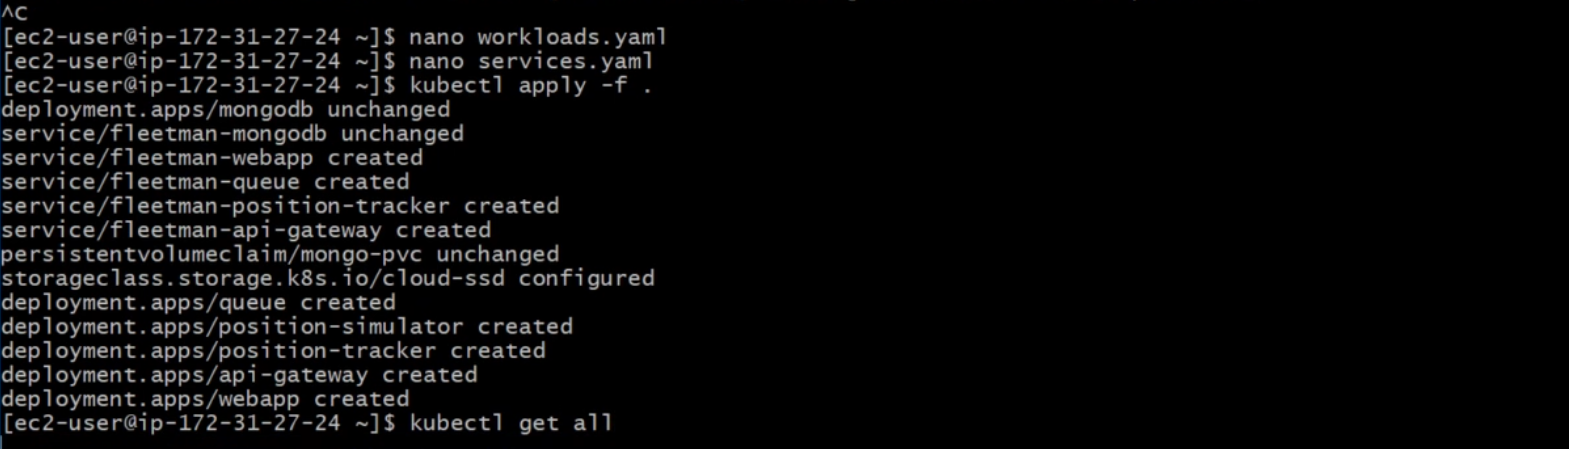 ^C
[ec2-user@ip-172-31-27-24 ~]$ nano workloads.yaml
[ec2-user@ip-172-31-27-24 ~]$ nano services.yaml
[ec2-user@ip-172-31-27-24 ~]$ kubectl apply -f .
deployment.apps/mongodb unchanged
service/fleetman-mongodb unchanged
service/fleetman-webapp created
service/fleetman-queue created
service/fleetman-position-tracker created
service/fleetman-api-gateway created
persistentvolumeclaim/mongo-pvc unchanged
storageclass.storage.k8s.io/cloud-ssd configured
deployment.apps/queue created
deployment.apps/position-simulator created
deployment.apps/position-tracker created
deployment.apps/api-gateway created
deployment.apps/webapp created
[ec2-user@ip-172-31-27-24 ~]$ kubectl get all